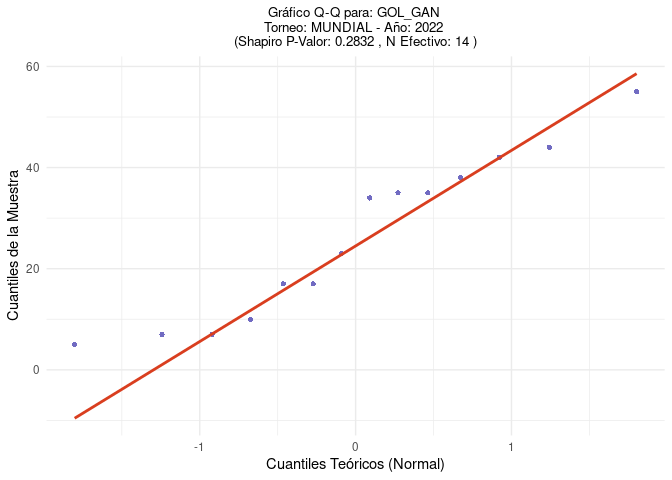 Gráfico Q-Q para: GOL_GAN
Torneo: MUNDIAL - Año: 2022
(Shapiro P-Valor: 0.2832 , N Efectivo: 14 )
60
40
20
0
Cuantiles de la Muestra
-1
0
1
Cuantiles Teóricos (Normal)